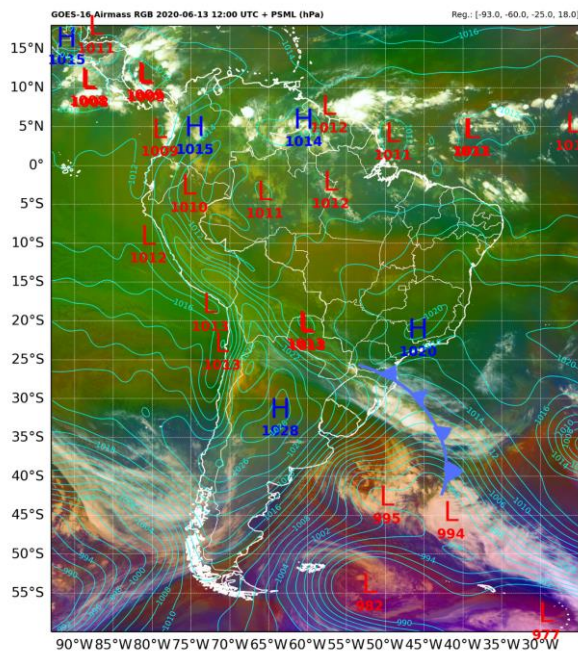 GOES-16 Airmass RGB 2020-06-13 12:00 UTC + PSML (hPa)
Reg.: [-93.0, -60.0, -25.0, 18.0]
15°N
10°N
5°N
0°
5°S
10°S
15°S
20°S
25°S
30°S
35°S
40°S
45°S
50°S
55°S
H
1015
L
1011
L
1008
L
H
1015
L
1009
H
1014
L
1012
L
1011
L
L
L
1010
L
1011
L
1012
L
1012
L
1013
L
1013
L
H
1020
H
1028
L
995
L
994
L
982
L
977
90°W 85°W 80°W 75°W 70°W 65°W 60°W 55°W 50°W 45°W 40°W 35°W 30°W